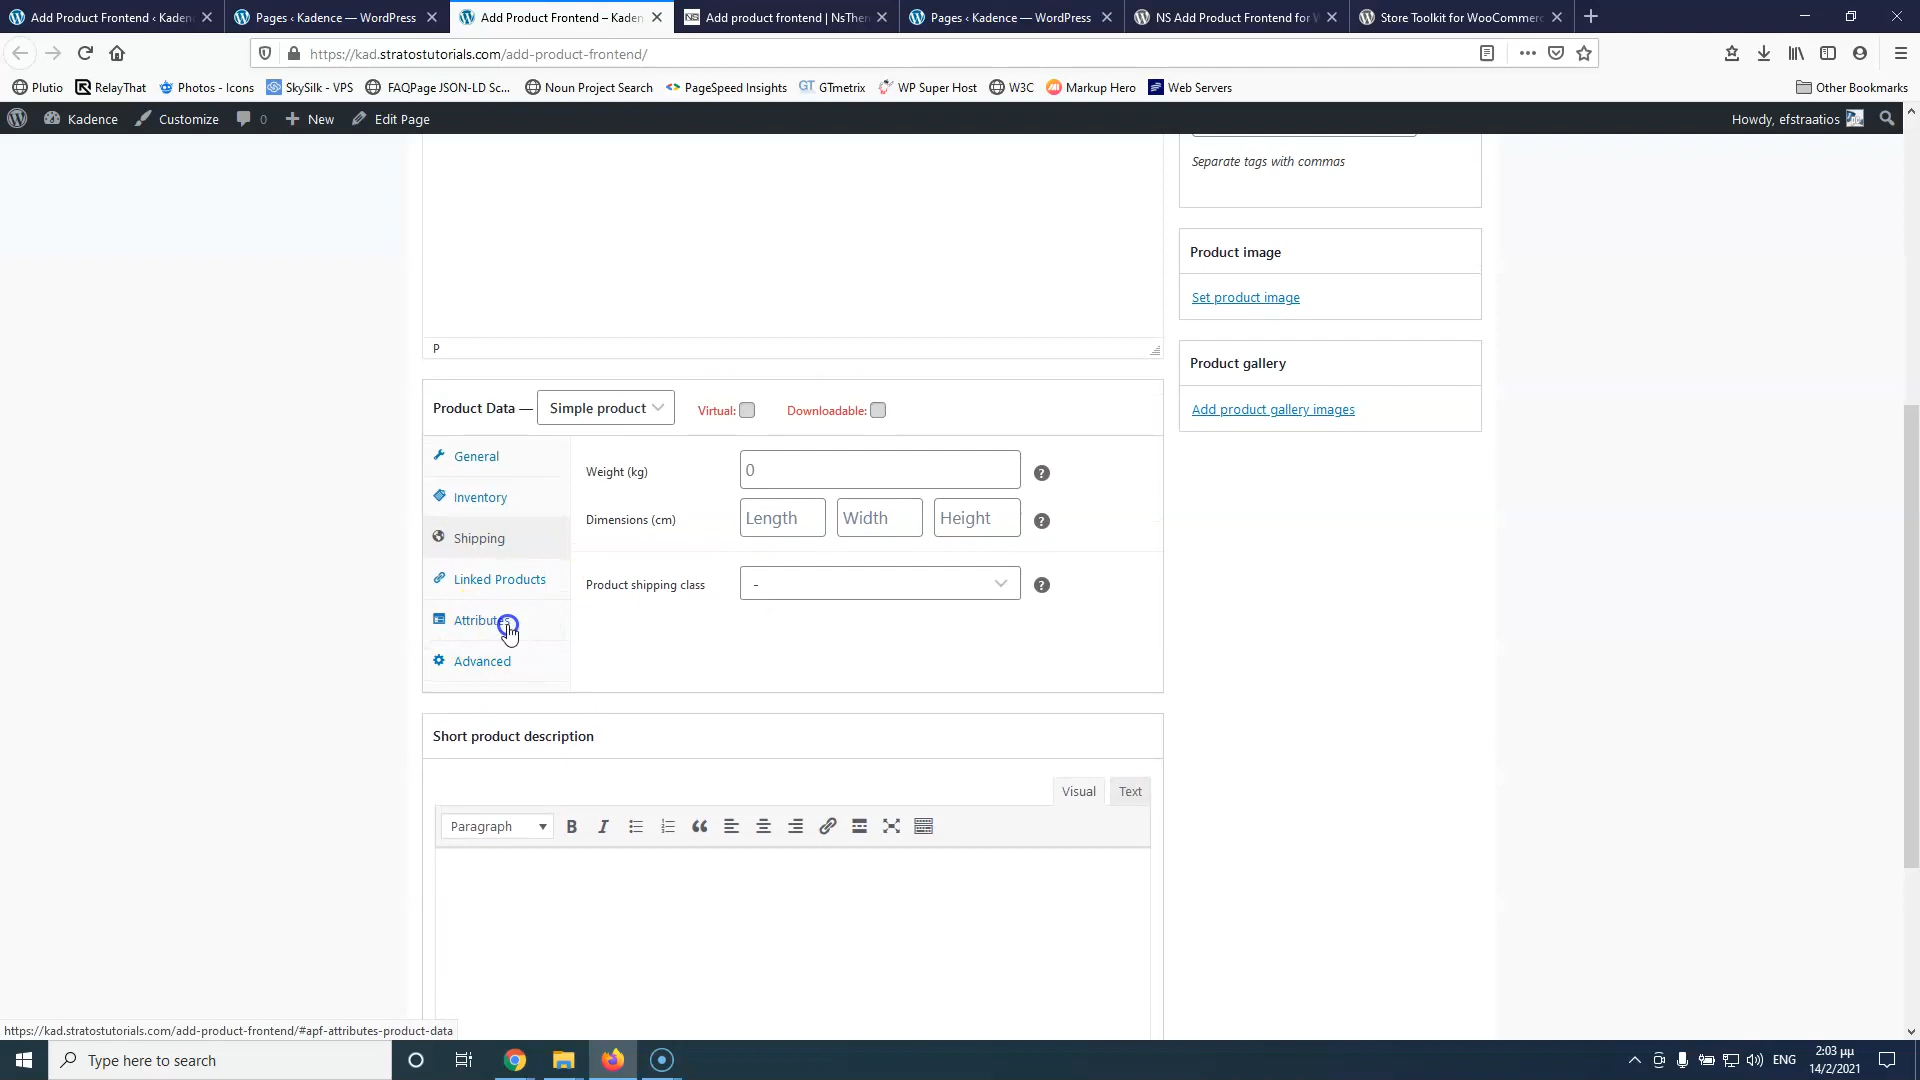 Add Product Frontend ‹ Kaden
Pages ‹ Kadence — WordPress
Add Product Frontend – Kaden
NS Add product frontend | NsThe
Pages ‹ Kadence — WordPress
NS Add Product Frontend for
Store Toolkit for WooCommerc
https://kad.stratostutorials.com/add-product-frontend/
Plutio
RelayThat
Photos - Icons
SkySilk - VPS
FAQPage JSON-LD Sc...
Noun Project Search
PageSpeed Insights
GT GTmetrix
WP Super Host
W3C
Markup Hero
Web Servers
Other Bookmarks
Kadence
Customize
0
New
Edit Page
Howdy, efstraatios
Separate tags with commas
Product image
Set product image
P
Product gallery
Add product gallery images
Product Data —
Simple product
Virtual:
Downloadable:
General
Inventory
Shipping
Linked Products
Attributes
Advanced
Weight (kg)
0
?
Dimensions (cm)
Length
Width
Height
?
Product shipping class
-
?
Short product description
Visual
Text
Paragraph
B
I
https://kad.stratostutorials.com/add-product-frontend/#apf-attributes-product-data
Type here to search
ENG
2:03 μμ
14/2/2021